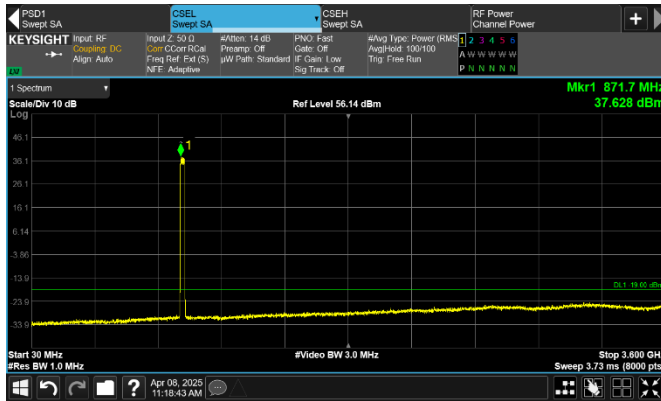 PSD1
Swept SA
CSEL
Swept SA
CSEH
Swept SA
RF Power
Channel Power
KEYSIGHT
Input: RF
Coupling: DC
Align: Auto
Input Z: 50 Ω
Corr CCorr RCal
Freq Ref: Ext (S)
NFE: Adaptive
#Atten: 14 dB
Preamp: Off
µW Path: Standard
PNO: Fast
Gate: Off
IF Gain: Low
Sig Track: Off
#Avg Type: Power (RMS
Avg|Hold: 100/100
Trig: Free Run
1 2 3 4 5 6
A W W W W W
P N N N N N
1 Spectrum
Scale/Div 10 dB
Ref Level 56.14 dBm
Mkr1 871.7 MHz
37.628 dBm
Log
46.1
36.1
26.1
16.1
6.14
-3.86
-13.9
-23.9
-33.9
1
Start 30 MHz
#Video BW 3.0 MHz
Stop 3.600 GH
#Res BW 1.0 MHz
Sweep 3.73 ms (8000 pts
Apr 08, 2025
11:18:43 AM